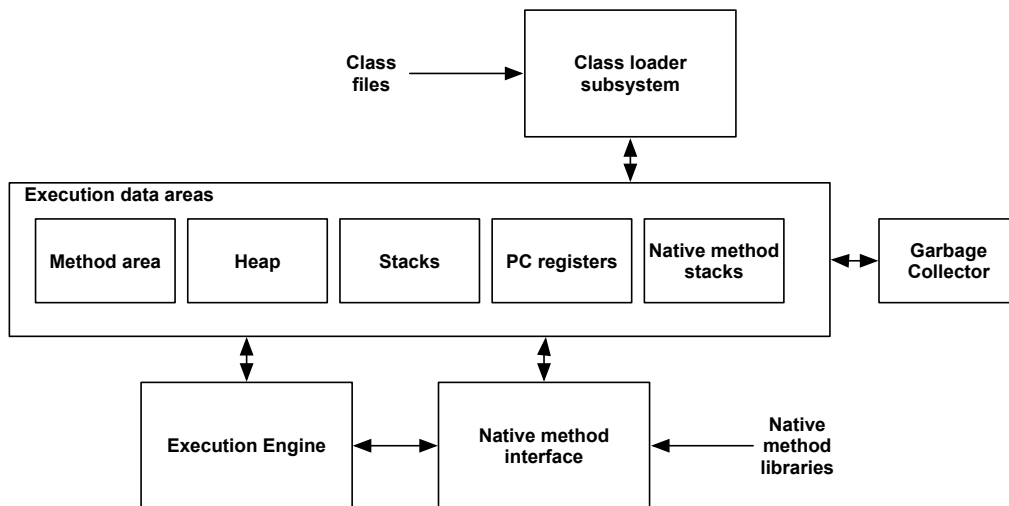 Class
files
Class loader
subsystem
Execution data areas
Method area
Heap
Stacks
PC registers
Native method
stacks
Garbage
Collector
Execution Engine
Native method
interface
Native
method
libraries